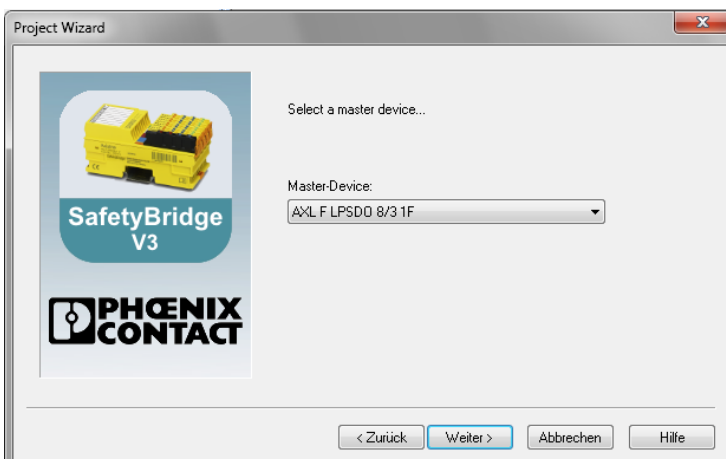 Project Wizard
Select a master device...
Master-Device:
AXL F LPSDO 8/3 1F
SafetyBridge
V3
PHŒNIX
CONTACT
< Zurück
Weiter >
Abbrechen
Hilfe